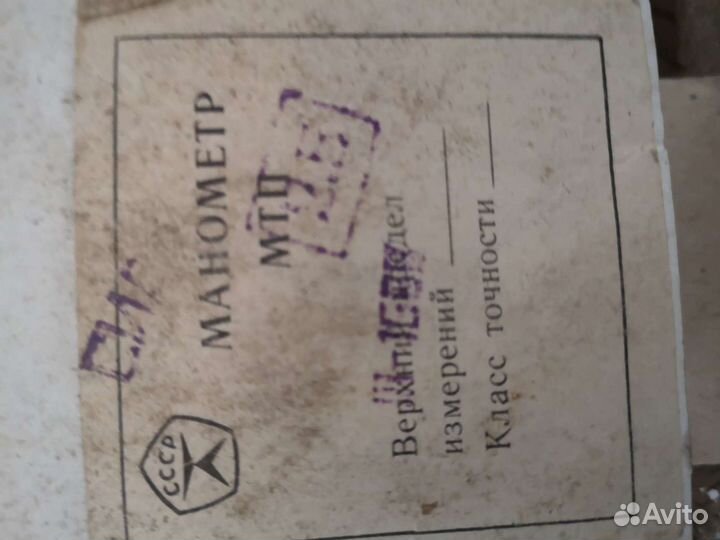 СССР
МАНОМЕТР
МТП
Верхний предел
измерений
Класс точности
Avito